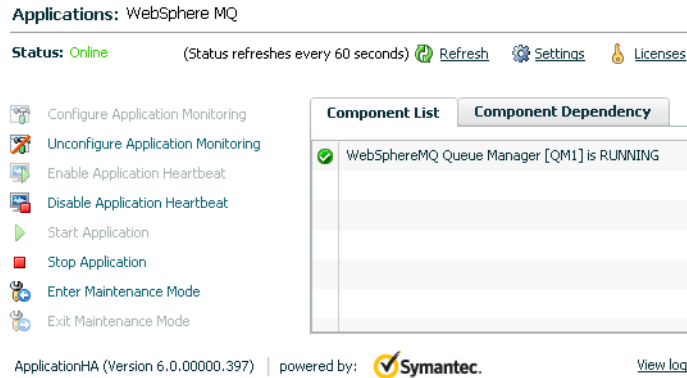 Applications: WebSphere MQ
Status: Online (Status refreshes every 60 seconds) Refresh Settings Licenses
Configure Application Monitoring
Unconfigure Application Monitoring
Enable Application Heartbeat
Disable Application Heartbeat
Start Application
Stop Application
Enter Maintenance Mode
Exit Maintenance Mode
Component List Component Dependency
WebSphereMQ Queue Manager [QM1] is RUNNING
ApplicationHA (Version 6.0.00000.397) powered by: Symantec. View log